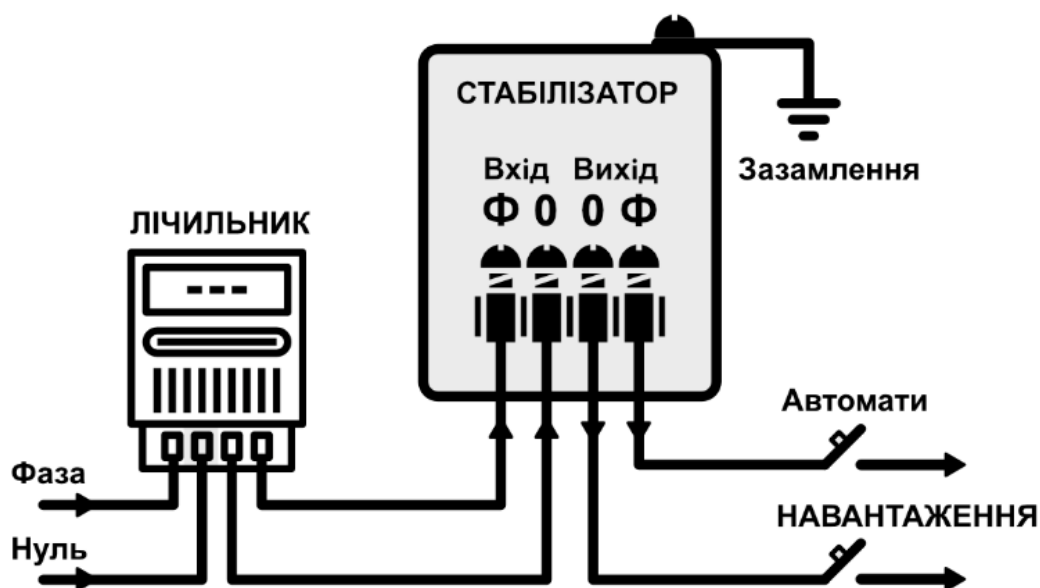 СТАБІЛІЗАТОР
Зазамлення
Вхід Вихід
Ф 0 0 Ф
ЛІЧИЛЬНИК
---
Автомати
Фаза
НАВАНТАЖЕННЯ
Нуль